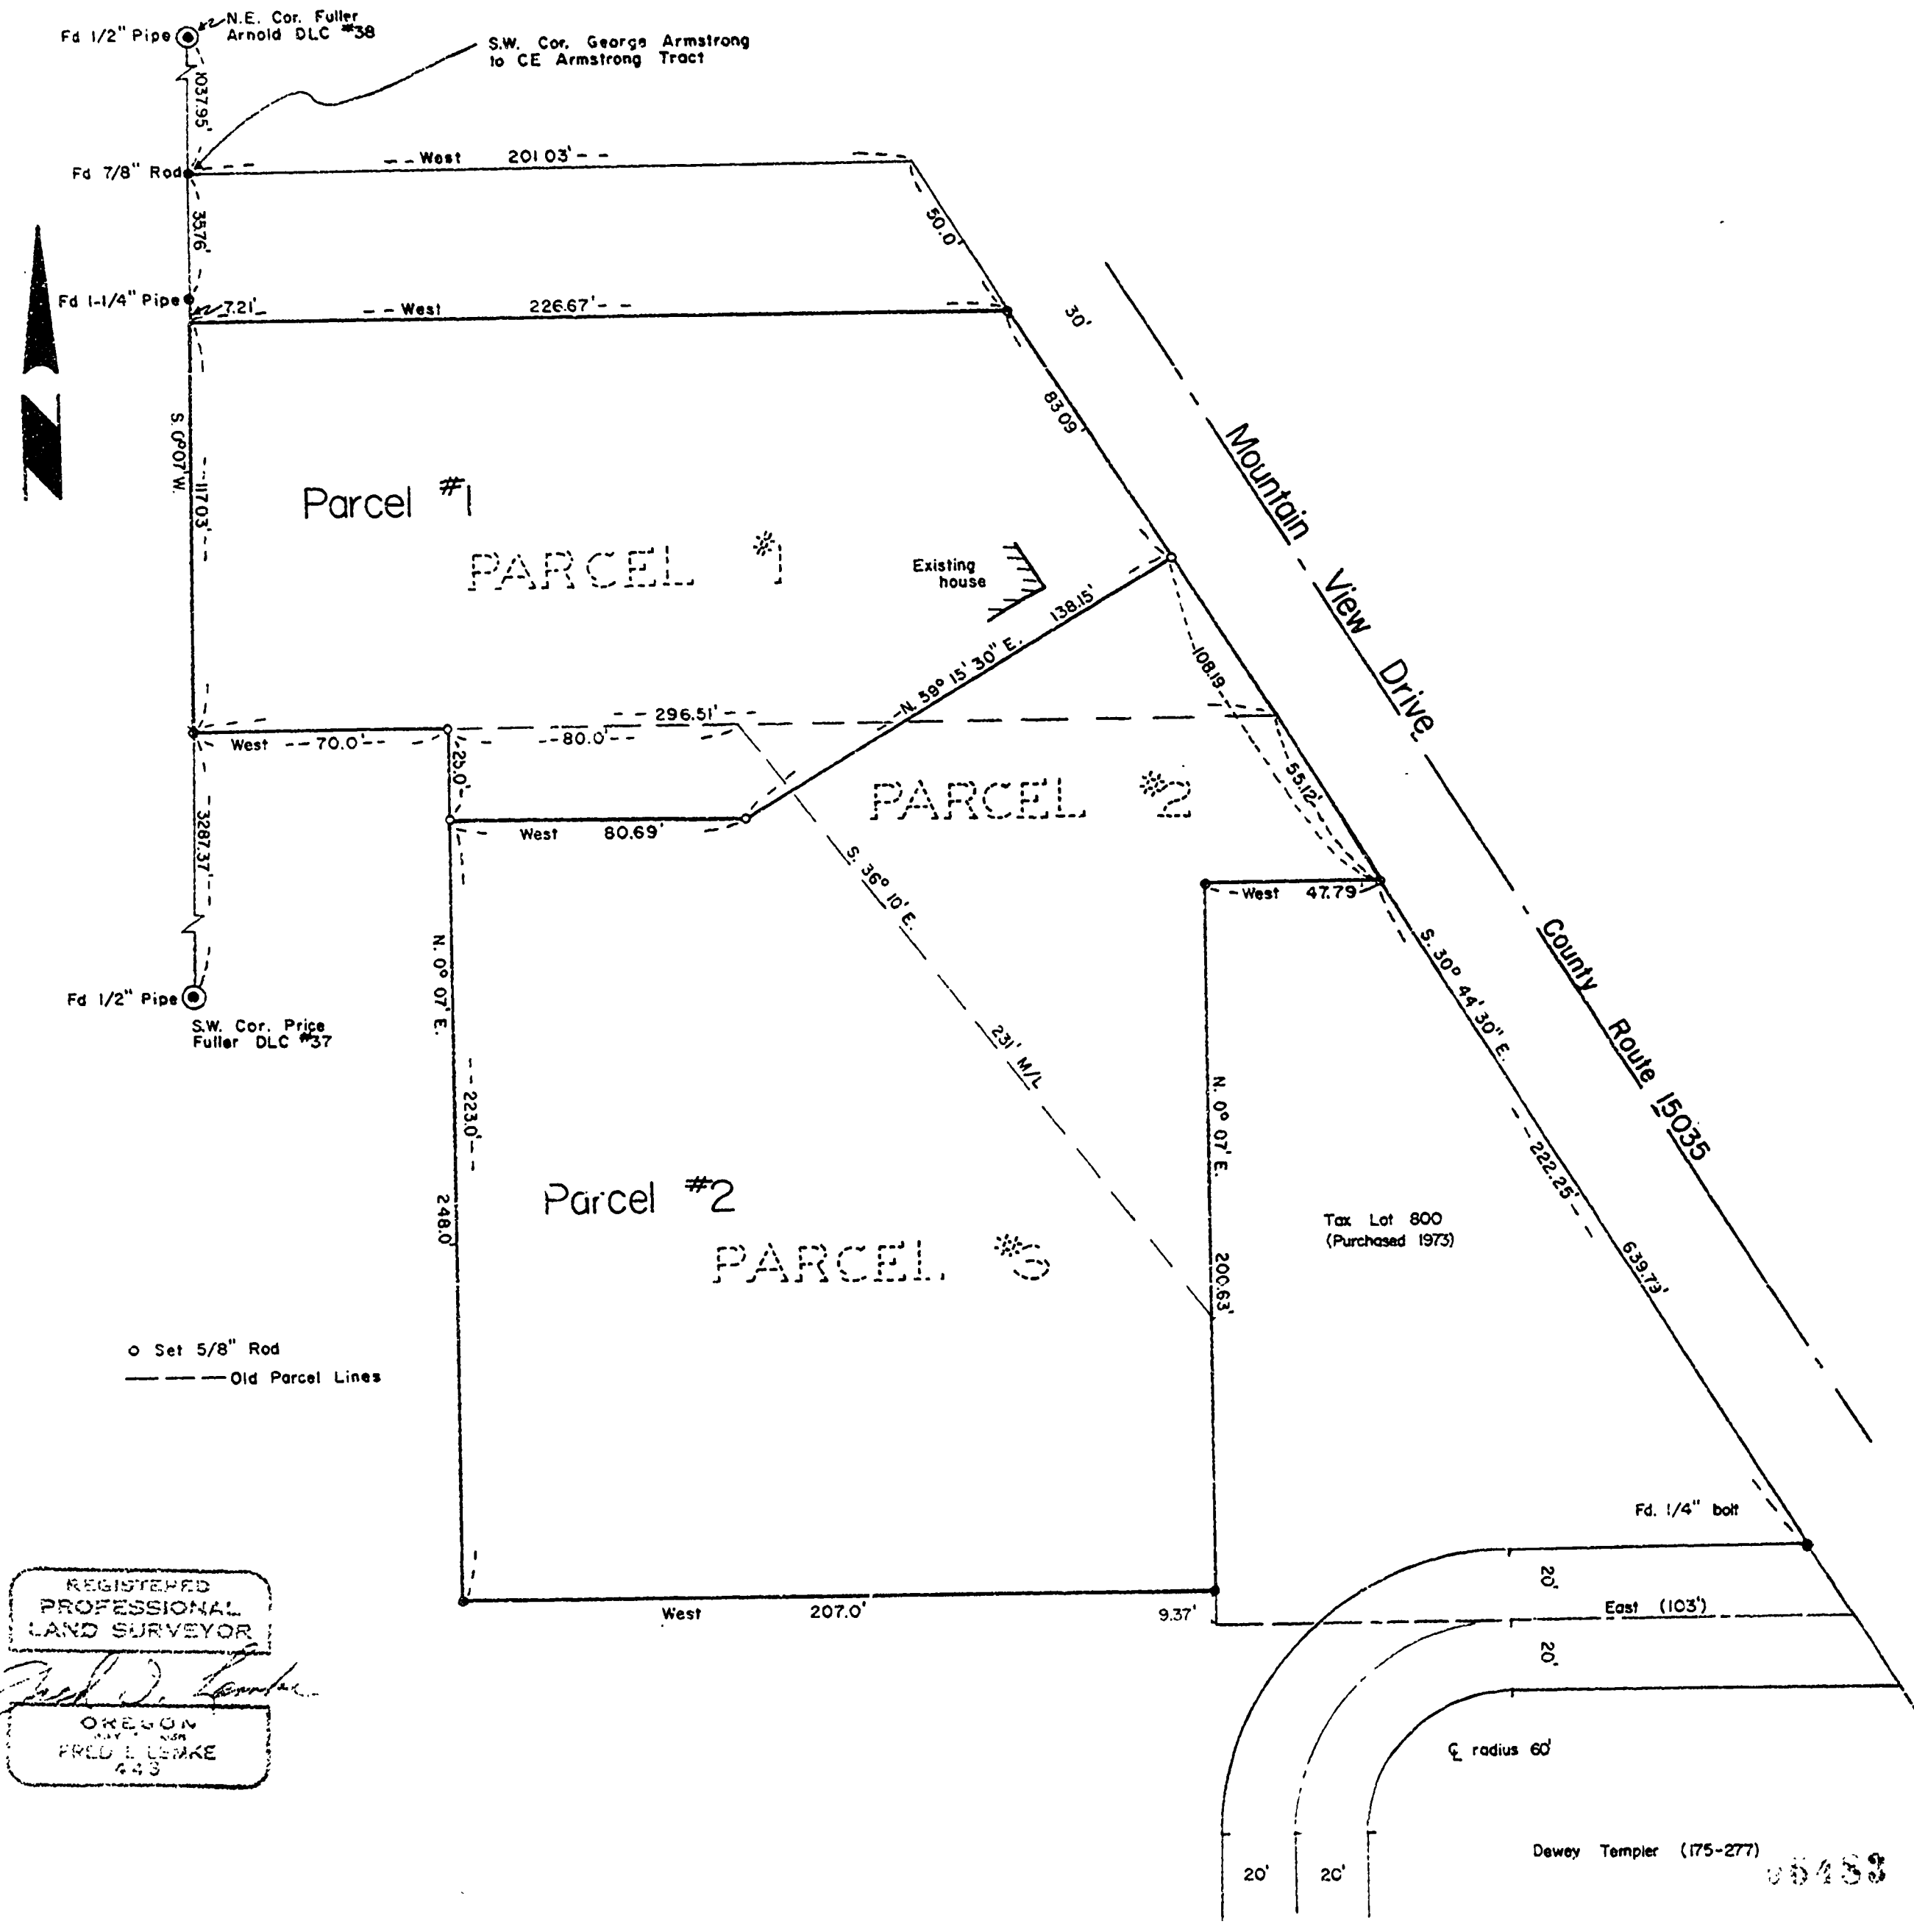 N.E. Cor. Fuller
Arnold DLC #38
Fd 1/2" Pipe
S.W. Cor. George Armstrong
to CE Armstrong Tract
1037.95'
Fd 7/8" Rod
West 201.03'
35.76'
50.0'
Fd 1-1/4" Pipe
7.21'
West 226.67'
30'
83.09'
S. 0°07' W.
117.03'
Parcel #1
PARCEL #1
Existing
house
138.15'
N. 59° 15' 30" E.
Mountain View Drive
108.19
296.51'
West 70.0'
80.0'
25.0'
55.12'
PARCEL #2
West 80.69'
3287.37'
S. 36° 10' E.
West 47.79'
N. 0° 07' E.
S. 30° 44' 30" E.
County Route 15035
Fd 1/2" Pipe
S.W. Cor. Price
Fuller DLC #37
231' M/L
N. 0° 07' E.
223.0'
222.25'
248.0'
Parcel #2
PARCEL #3
Tax Lot 800
(Purchased 1973)
200.63'
639.79'
Set 5/8" Rod
Old Parcel Lines
Fd. 1/4" bolt
West 207.0'
9.37'
20'
East (103')
20'
REGISTERED
PROFESSIONAL
LAND SURVEYOR
OREGON
FRED L. LEMKE
443
℄ radius 60'
Dewey Templer (175-277)
20'
20'
N